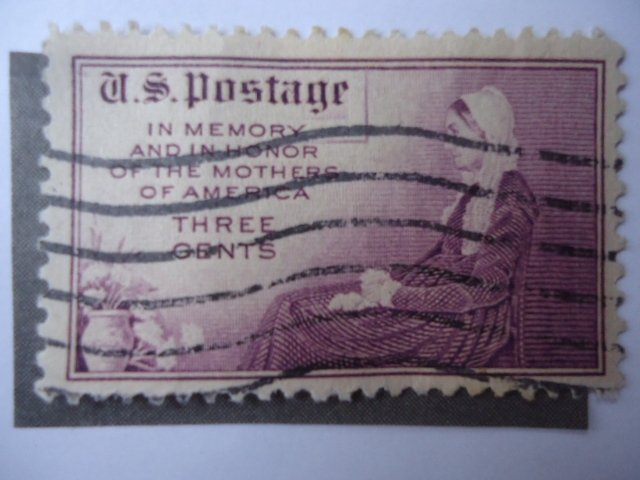 U.S. Postage
IN MEMORY
AND IN HONOR
OF THE MOTHERS
OF AMERICA
THREE
CENTS